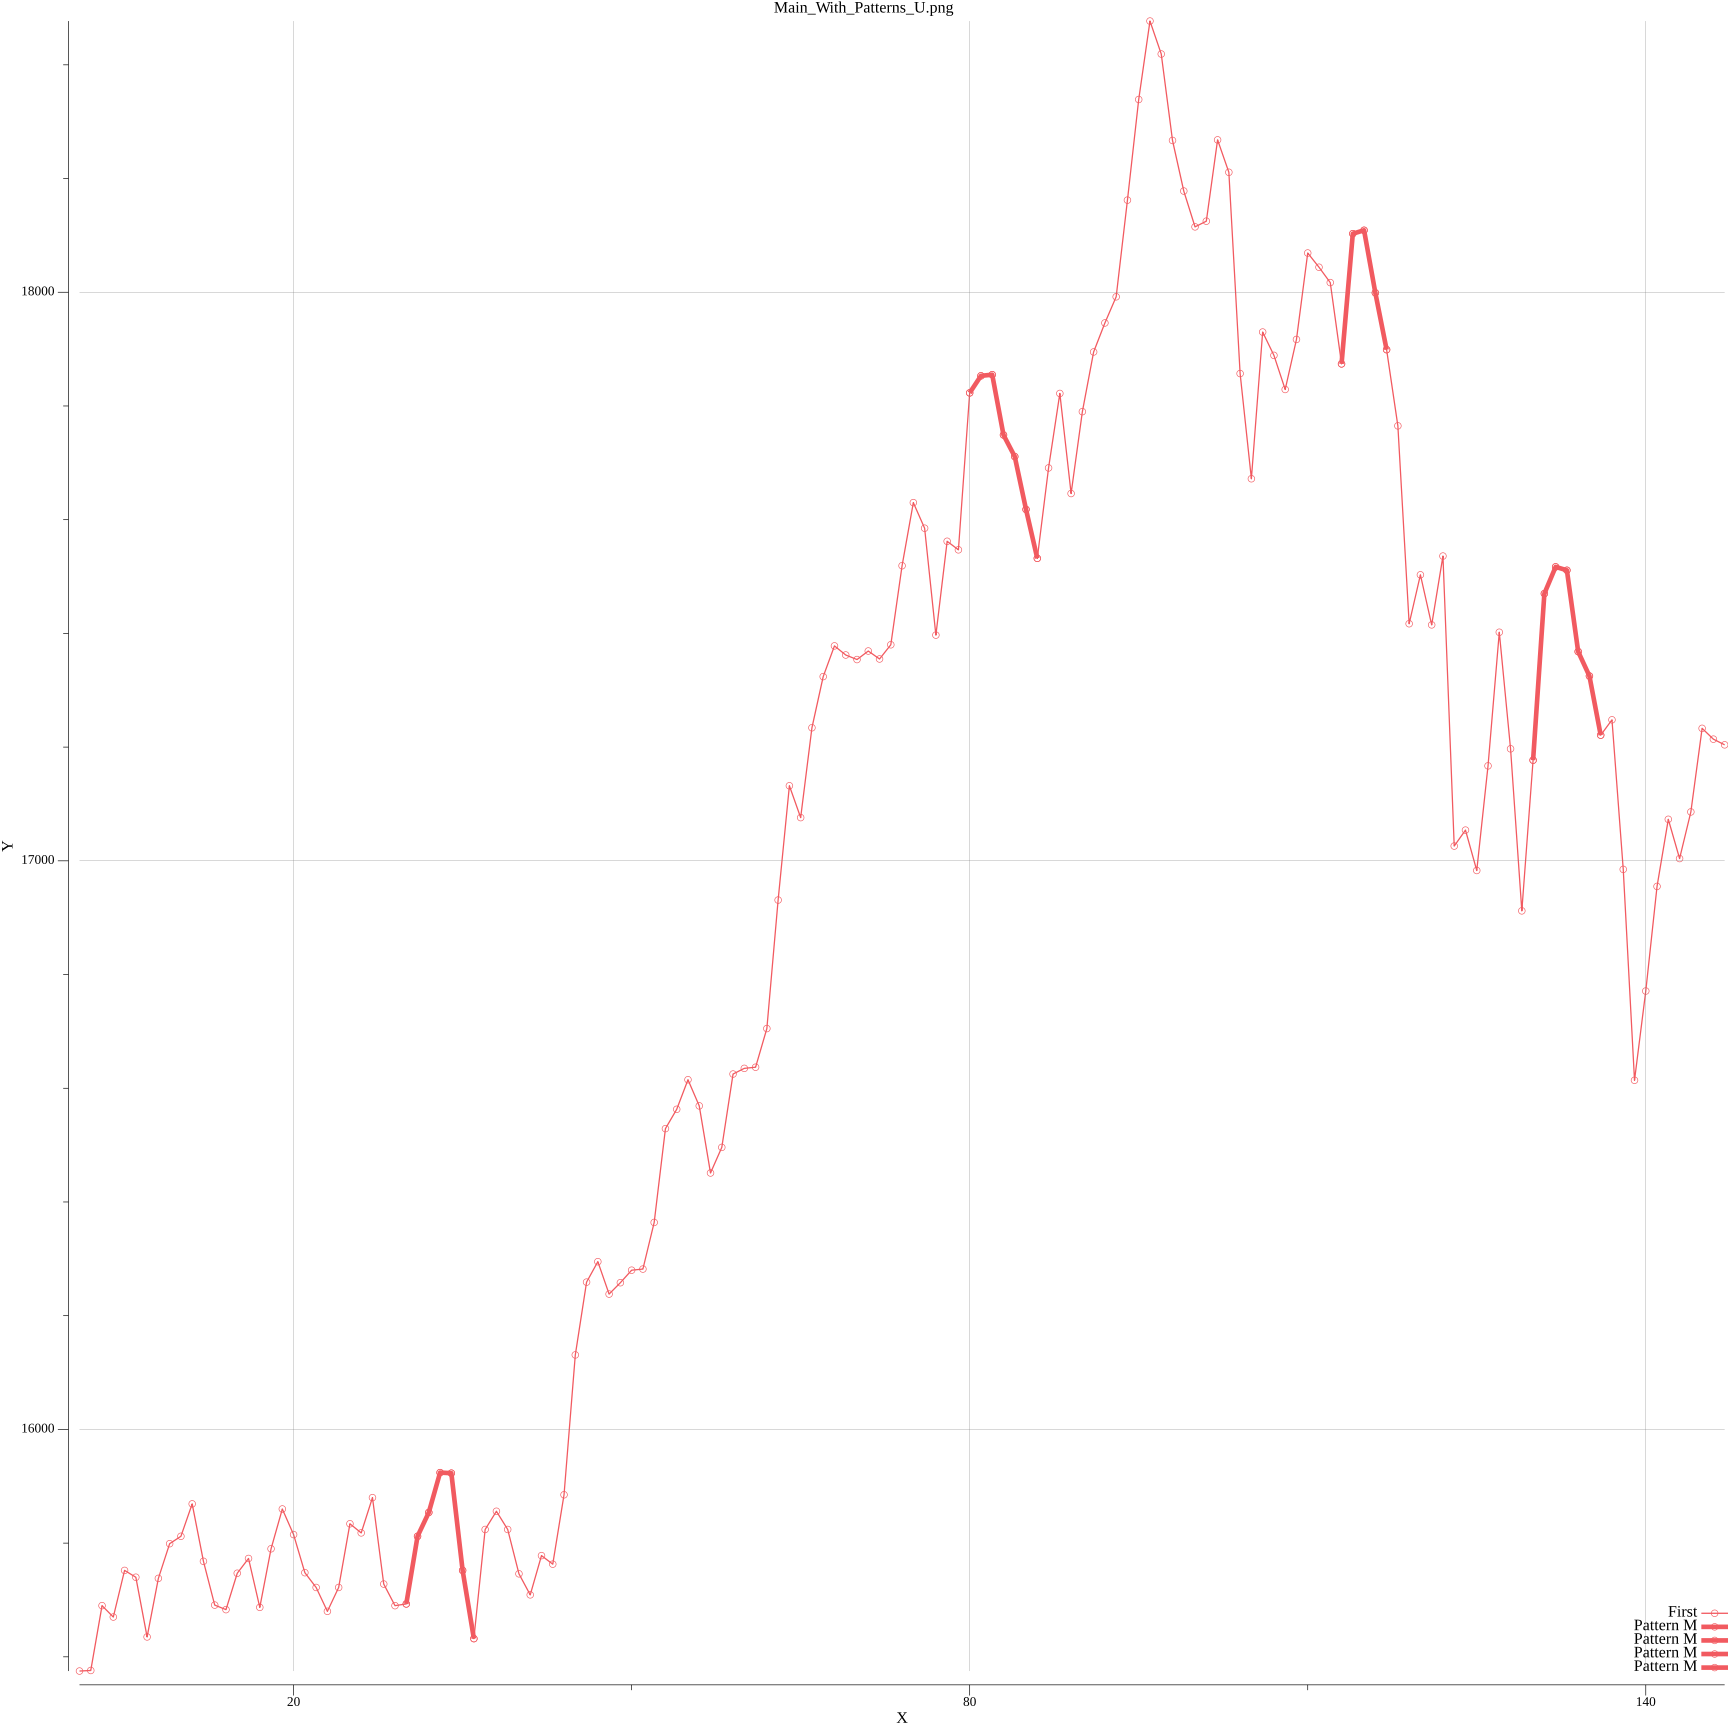 Main_With_Patterns_U.png
18000
17000
Y
16000
First
Pattern M
Pattern M
Pattern M
Pattern M
20
80
140
X